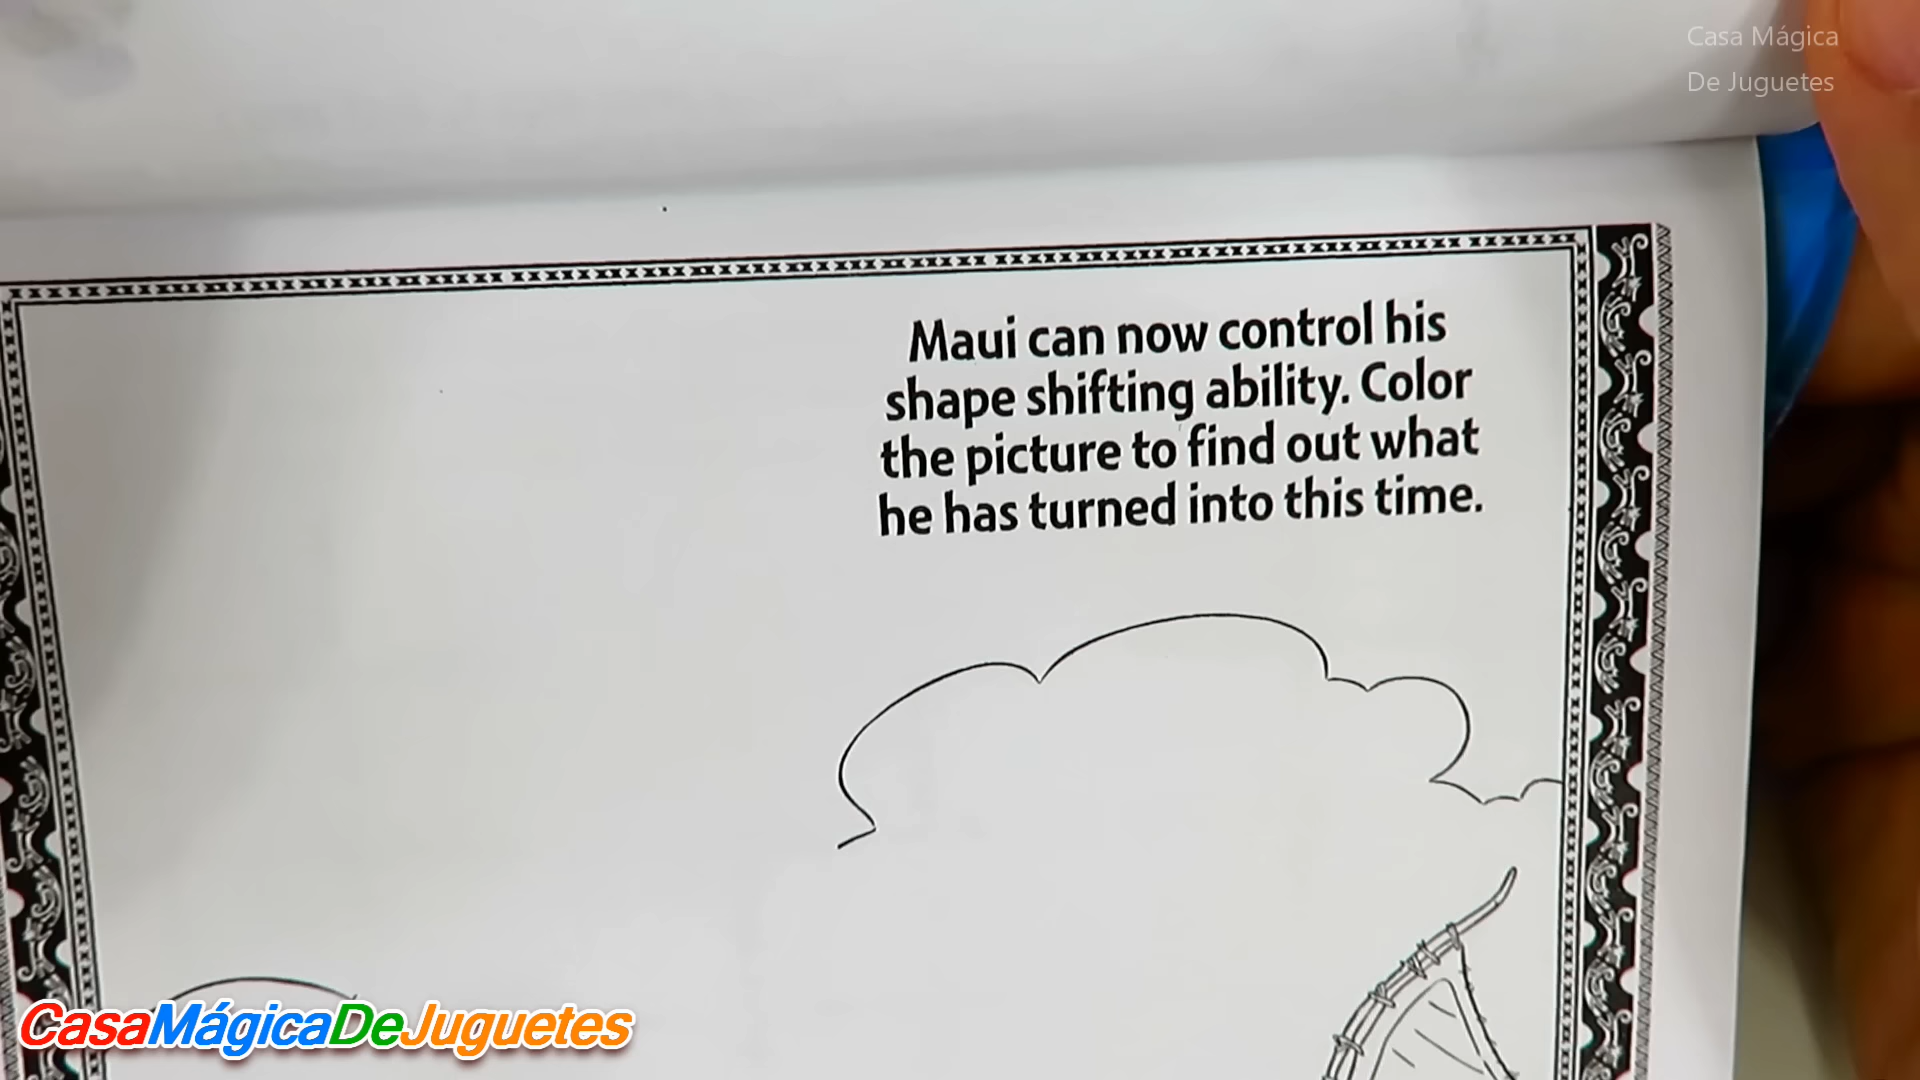 Casa Mágica
De Juguetes
Maui can now control his
shape shifting ability. Color
the picture to find out what
he has turned into this time.
CasaMágicaDeJuguetes